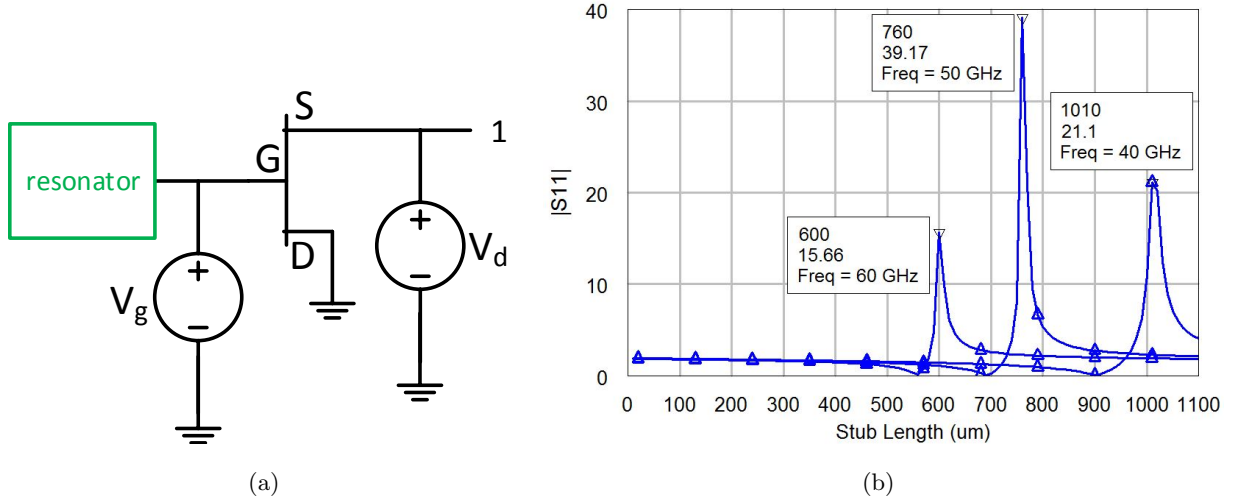 resonator
S
G
D
1
V_g
+
−
V_d
+
−
(a)
40
30
20
10
0
|S11|
760
39.17
Freq = 50 GHz
1010
21.1
Freq = 40 GHz
600
15.66
Freq = 60 GHz
0 100 200 300 400 500 600 700 800 900 1000 1100
Stub Length (um)
(b)